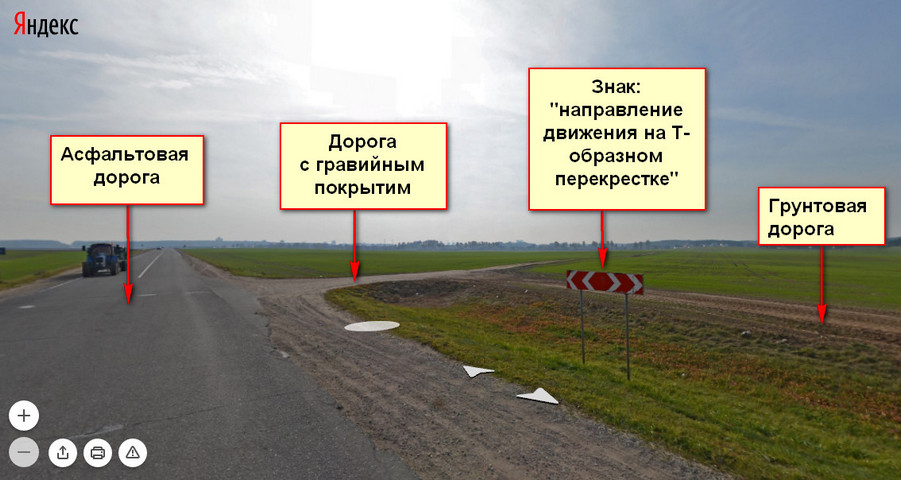 Яндекс
Асфальтовая
дорога
Дорога
с гравийным
покрытим
Знак:
"направление
движения на Т-
образном
перекрестке"
Грунтовая
дорога